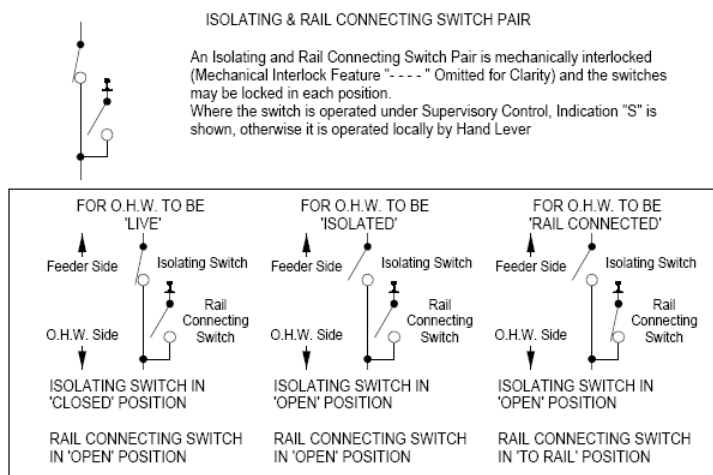 ISOLATING & RAIL CONNECTING SWITCH PAIR
An Isolating and Rail Connecting Switch Pair is mechanically interlocked
(Mechanical Interlock Feature "- - - - " Omitted for Clarity) and the switches
may be locked in each position.
Where the switch is operated under Supervisory Control, Indication "S" is
shown, otherwise it is operated locally by Hand Lever
FOR O.H.W. TO BE
'LIVE'
Feeder Side
Isolating Switch
Rail
Connecting
Switch
O.H.W. Side
ISOLATING SWITCH IN
'CLOSED' POSITION
RAIL CONNECTING SWITCH
IN 'OPEN' POSITION
FOR O.H.W. TO BE
'ISOLATED'
Feeder Side
Isolating Switch
Rail
Connecting
Switch
O.H.W. Side
ISOLATING SWITCH IN
'OPEN' POSITION
RAIL CONNECTING SWITCH
IN 'OPEN' POSITION
FOR O.H.W. TO BE
'RAIL CONNECTED'
Feeder Side
Isolating Switch
Rail
Connecting
Switch
O.H.W. Side
ISOLATING SWITCH IN
'OPEN' POSITION
RAIL CONNECTING SWITCH
IN 'TO RAIL' POSITION